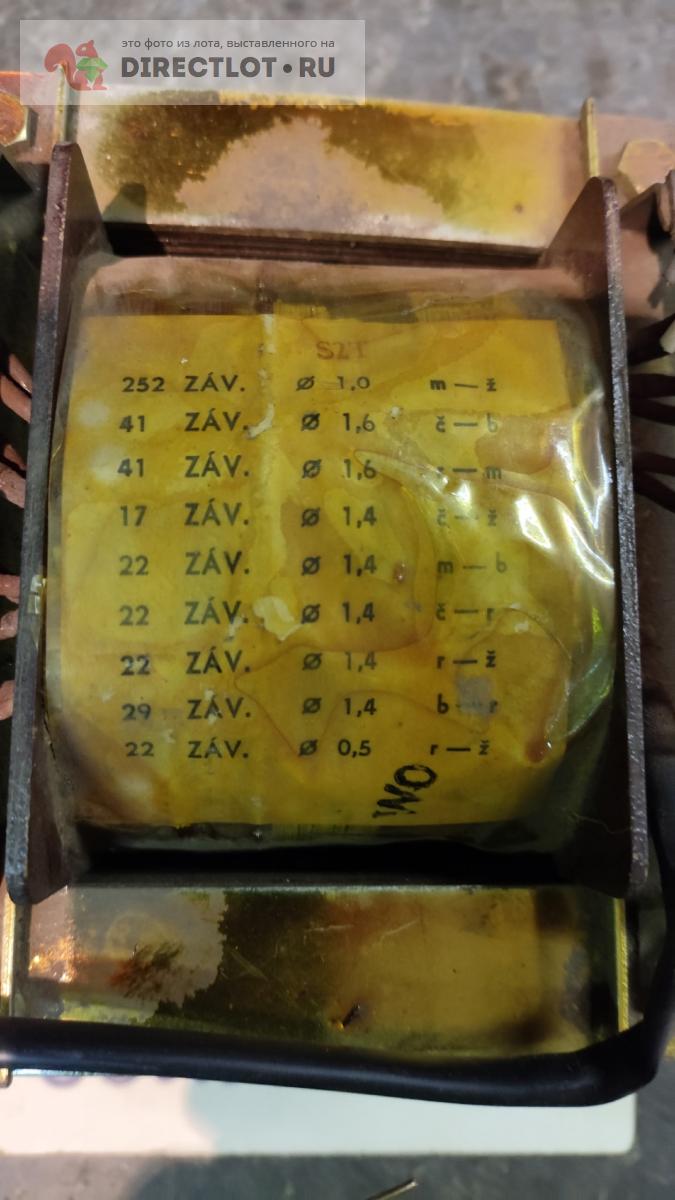 это фото из лота, выставленного на
DIRECTLOT•RU
SZT
252 ZÁV. Ø 1,0 m — ž
41 ZÁV. Ø 1,6 č — b
41 ZÁV. Ø 1,6 r — m
17 ZÁV. Ø 1,4 č — ž
22 ZÁV. Ø 1,4 m — b
22 ZÁV. Ø 1,4 č — r
22 ZÁV. Ø 1,4 r — ž
29 ZÁV. Ø 1,4 b — r
22 ZÁV. Ø 0,5 r — ž